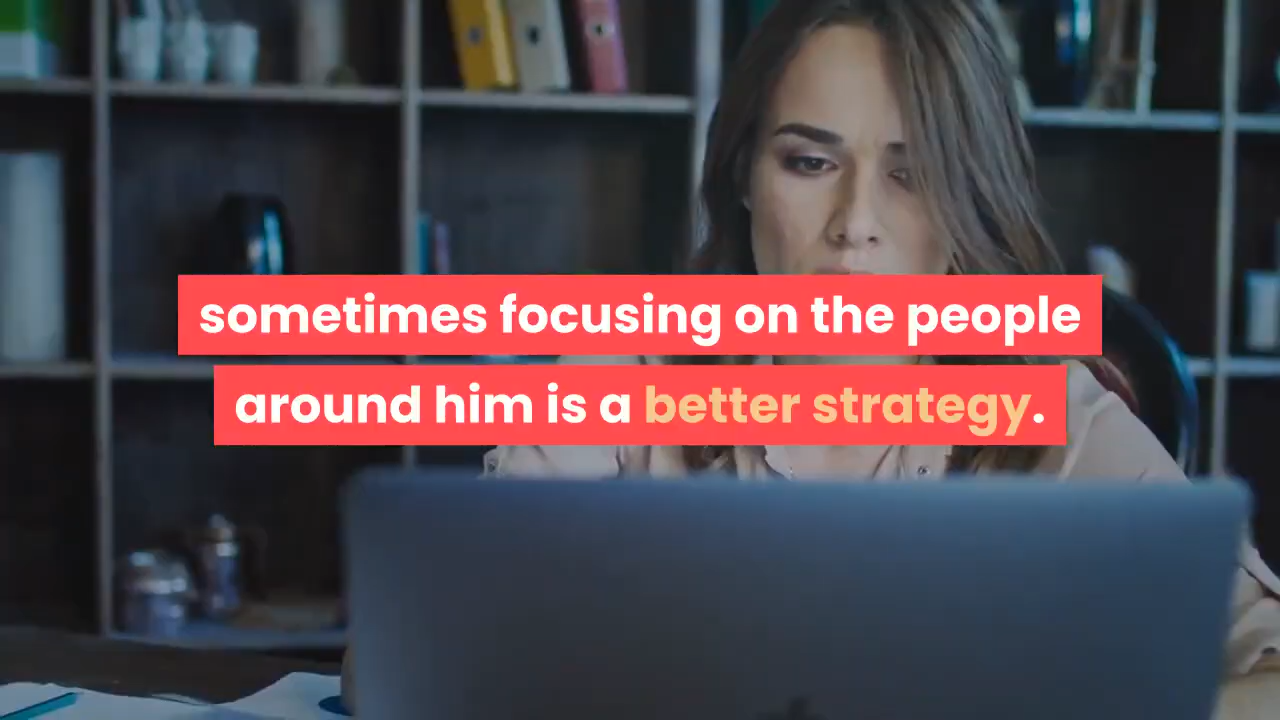 sometimes focusing on the people
around him is a better strategy.